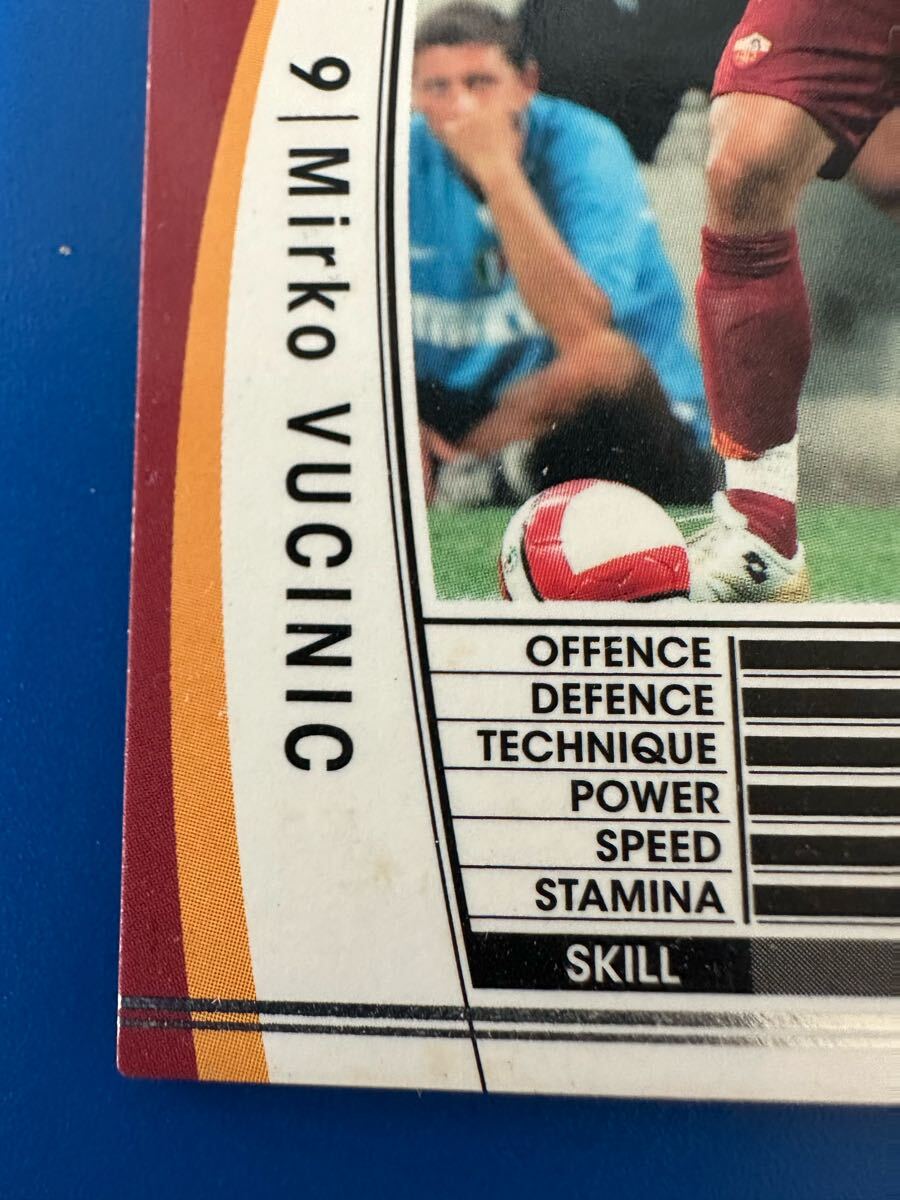 9 | Mirko VUCINIC
OFFENCE
DEFENCE
TECHNIQUE
POWER
SPEED
STAMINA
SKILL